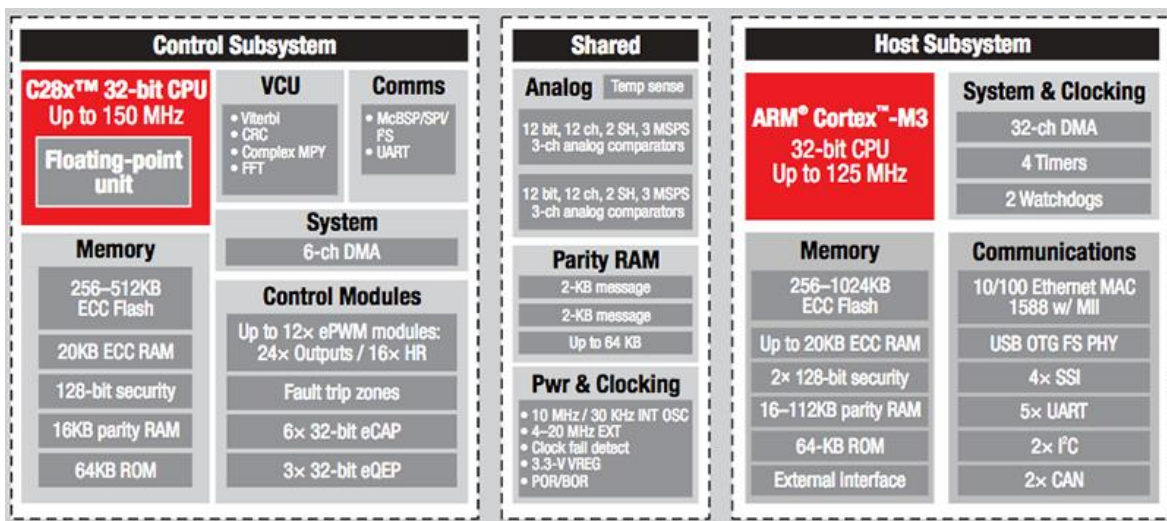 Control Subsystem
C28x™ 32-bit CPU
Up to 150 MHz
Floating-point
unit
VCU
• Viterbi
• CRC
• Complex MPY
• FFT
Comms
• McBSP/SPI/
I²S
• UART
System
6-ch DMA
Memory
256–512KB
ECC Flash
20KB ECC RAM
128-bit security
16KB parity RAM
64KB ROM
Control Modules
Up to 12× ePWM modules:
24× Outputs / 16× HR
Fault trip zones
6× 32-bit eCAP
3× 32-bit eQEP
Shared
Analog
Temp sense
12 bit, 12 ch, 2 SH, 3 MSPS
3-ch analog comparators
12 bit, 12 ch, 2 SH, 3 MSPS
3-ch analog comparators
Parity RAM
2-KB message
2-KB message
Up to 64 KB
Pwr & Clocking
• 10 MHz / 30 KHz INT OSC
• 4–20 MHz EXT
• Clock fail detect
• 3.3-V VREG
• POR/BOR
Host Subsystem
ARM® Cortex™-M3
32-bit CPU
Up to 125 MHz
System & Clocking
32-ch DMA
4 Timers
2 Watchdogs
Memory
256–1024KB
ECC Flash
Up to 20KB ECC RAM
2× 128-bit security
16–112KB parity RAM
64-KB ROM
External Interface
Communications
10/100 Ethernet MAC
1588 w/ MII
USB OTG FS PHY
4× SSI
5× UART
2× I²C
2× CAN